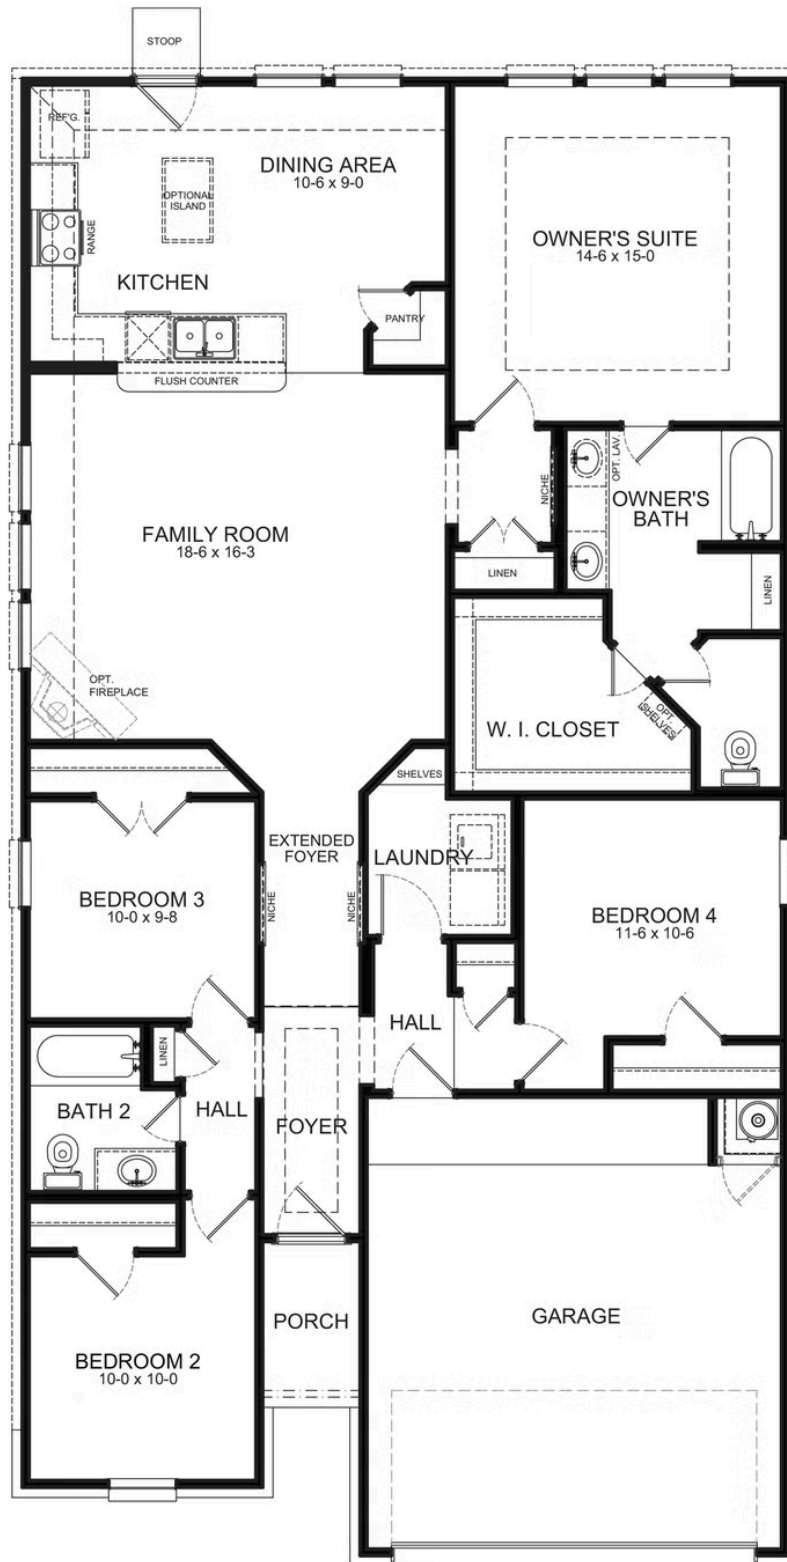 STOOP
REF'G.
DINING AREA
10-6 x 9-0
OPTIONAL
ISLAND
RANGE
KITCHEN
PANTRY
FLUSH COUNTER
OWNER'S SUITE
14-6 x 15-0
OPT. LAV.
NICHE
OWNER'S
BATH
LINEN
LINEN
FAMILY ROOM
18-6 x 16-3
OPT.
FIREPLACE
W. I. CLOSET
OPT.
SHELVES
SHELVES
EXTENDED
FOYER
LAUNDRY
NICHE
NICHE
BEDROOM 3
10-0 x 9-8
BEDROOM 4
11-6 x 10-6
HALL
LINEN
BATH 2
HALL
FOYER
PORCH
GARAGE
BEDROOM 2
10-0 x 10-0